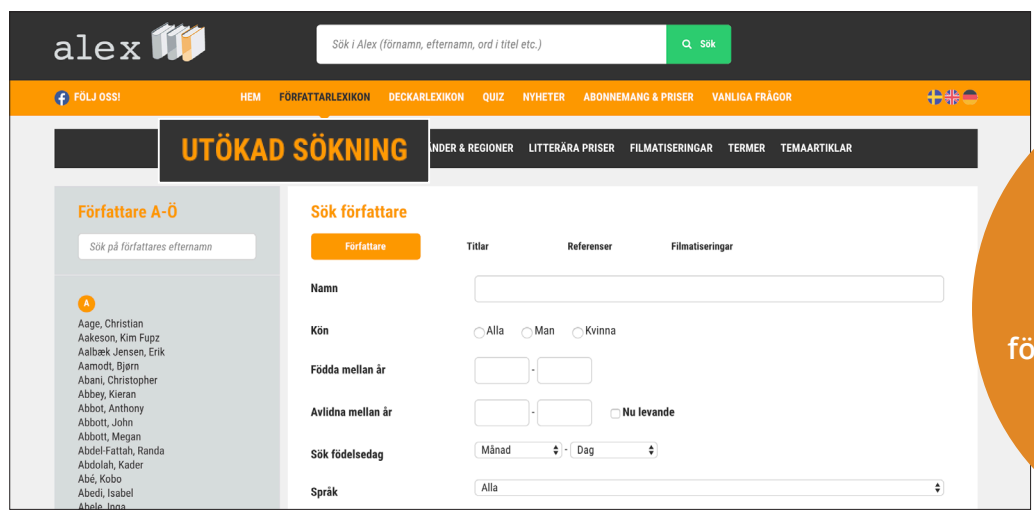 alex
Sök i Alex (förnamn, efternamn, ord i titel etc.)
Sök
FÖLJ OSS!
HEM FÖRFATTARLEXIKON DECKARLEXIKON QUIZ NYHETER ABONNEMANG & PRISER VANLIGA FRÅGOR
UTÖKAD SÖKNING
NDER & REGIONER LITTERÄRA PRISER FILMATISERINGAR TERMER TEMAARTIKLAR
Författare A-Ö
Sök på författares efternamn
A
Aage, Christian
Aakeson, Kim Fupz
Aalbæk Jensen, Erik
Aamodt, Bjørn
Abani, Christopher
Abbey, Kieran
Abbot, Anthony
Abbott, John
Abbott, Megan
Abdel-Fattah, Randa
Abdolah, Kader
Abé, Kobo
Abedi, Isabel
Abele, Inga
Sök författare
Författare Titlar Referenser Filmatiseringar
Namn
Kön Alla Man Kvinna
Födda mellan år -
Avlidna mellan år - Nu levande
Sök födelsedag Månad - Dag
Språk Alla
fö